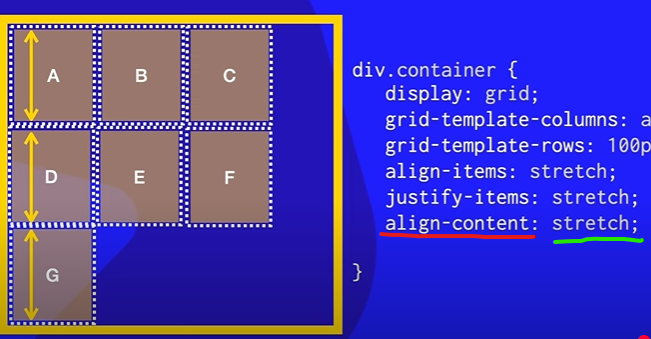 A B C
D E F
G
div.container {
display: grid;
grid-template-columns: a
grid-template-rows: 100p
align-items: stretch;
justify-items: stretch;
align-content: stretch;
}